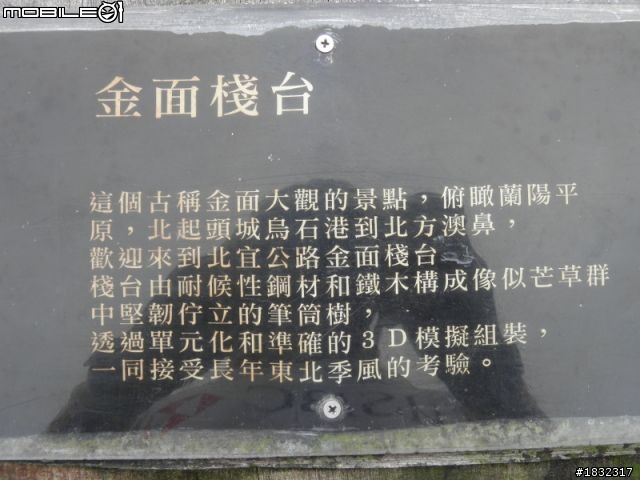 mobile01
金面棧台
這個古稱金面大觀的景點，俯瞰蘭陽平
原，北起頭城烏石港到北方澳鼻，
歡迎來到北宜公路金面棧台。
棧台由耐候性鋼材和鐵木構成像似芒草群
中堅韌佇立的筆筒樹，
透過單元化和準確的3D模擬組裝，
一同接受長年東北季風的考驗。
#1832317